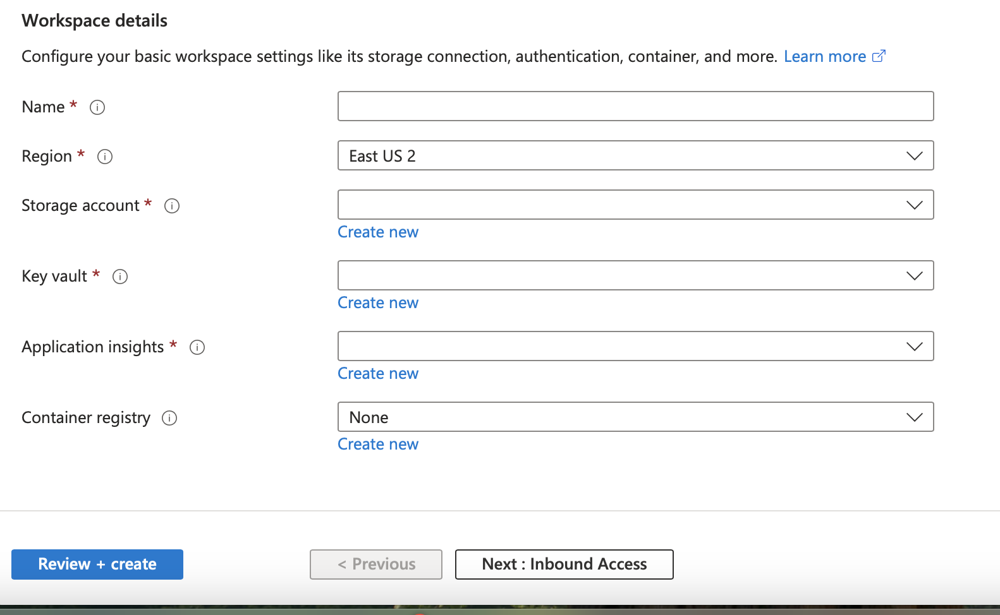 Workspace details
Configure your basic workspace settings like its storage connection, authentication, container, and more. Learn more
Name *
Region * East US 2
Storage account *
Create new
Key vault *
Create new
Application insights *
Create new
Container registry None
Create new
Review + create < Previous Next : Inbound Access